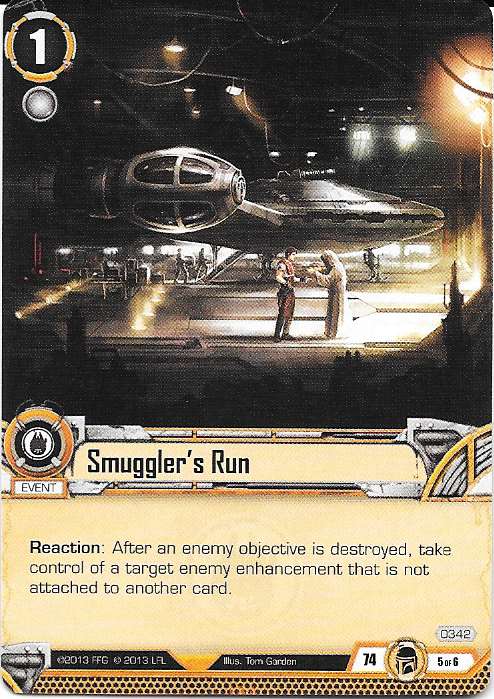 1
Smuggler's Run
EVENT
Reaction: After an enemy objective is destroyed, take
control of a target enemy enhancement that is not
attached to another card.
0342
©2013 FFG © 2013 LFL Illus. Tom Garden 74 5 OF 6